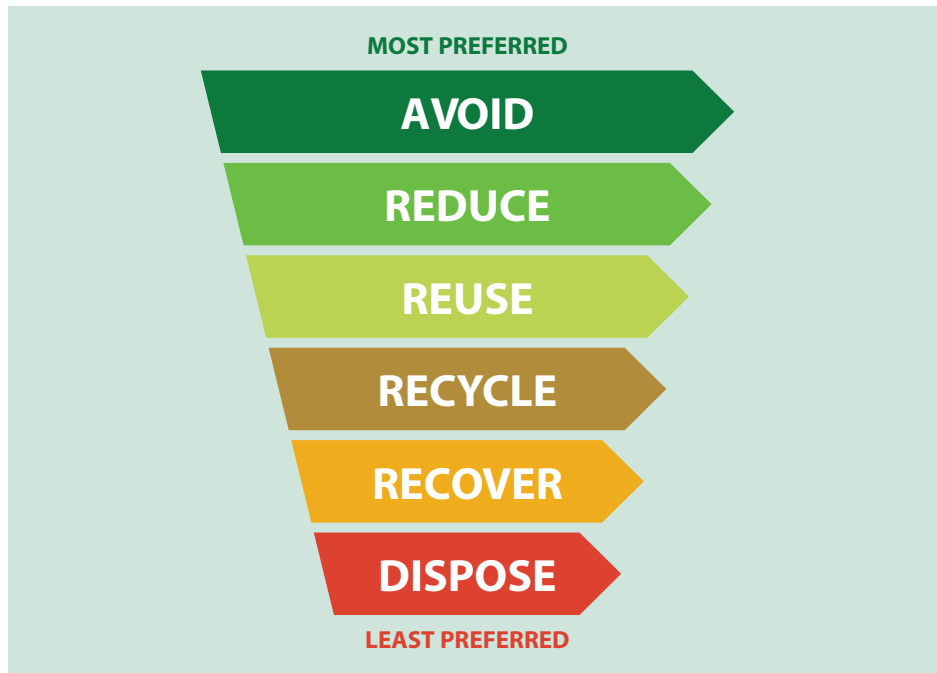 MOST PREFERRED
AVOID
REDUCE
REUSE
RECYCLE
RECOVER
DISPOSE
LEAST PREFERRED